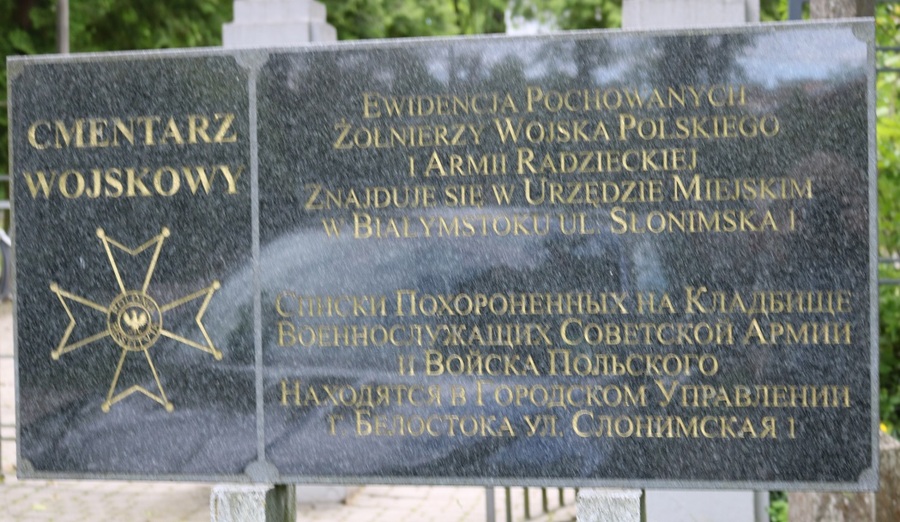 CMENTARZ
WOJSKOWY
EWIDENCJA POCHOWANYCH
ŻOŁNIERZY WOJSKA POLSKIEGO
I ARMII RADZIECKIEJ
ZNAJDUJE SIĘ W URZĘDZIE MIEJSKIM
W BIAŁYMSTOKU UL. SŁONIMSKA 1
СПИСКИ ПОХОРОНЕННЫХ НА КЛАДБИЩЕ
ВОЕННОСЛУЖАЩИХ СОВЕТСКОЙ АРМИИ
И ВОЙСКА ПОЛЬСКОГО
НАХОДЯТСЯ В ГОРОДСКОМ УПРАВЛЕНИИ
Г. БЕЛОСТОКА УЛ. СЛОНИМСКАЯ 1